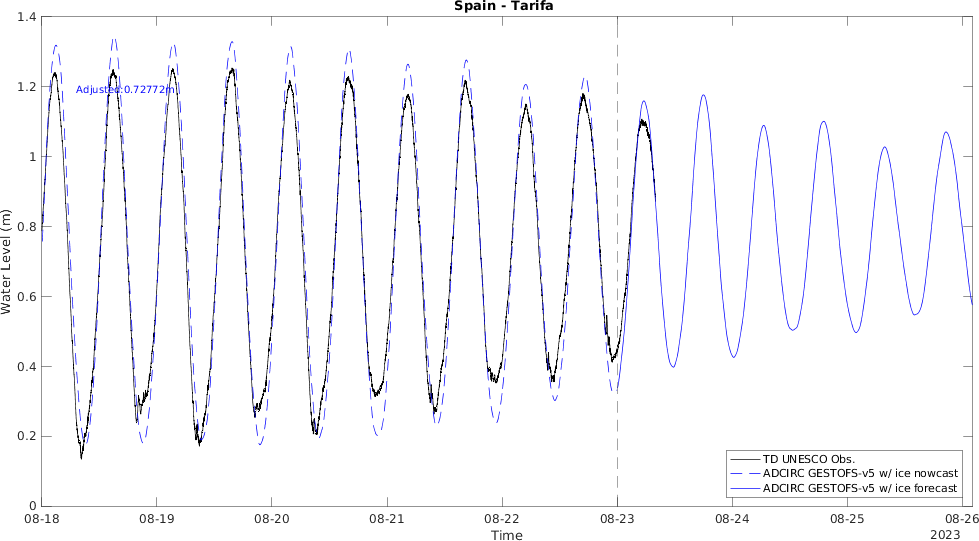 Spain - Tarifa
1.4
1.2
1
0.8
0.6
0.4
0.2
0
Water Level (m)
Adjusted:0.72772m
TD UNESCO Obs.
ADCIRC GESTOFS-v5 w/ ice nowcast
ADCIRC GESTOFS-v5 w/ ice forecast
08-18 08-19 08-20 08-21 08-22 08-23 08-24 08-25 08-26
Time
2023